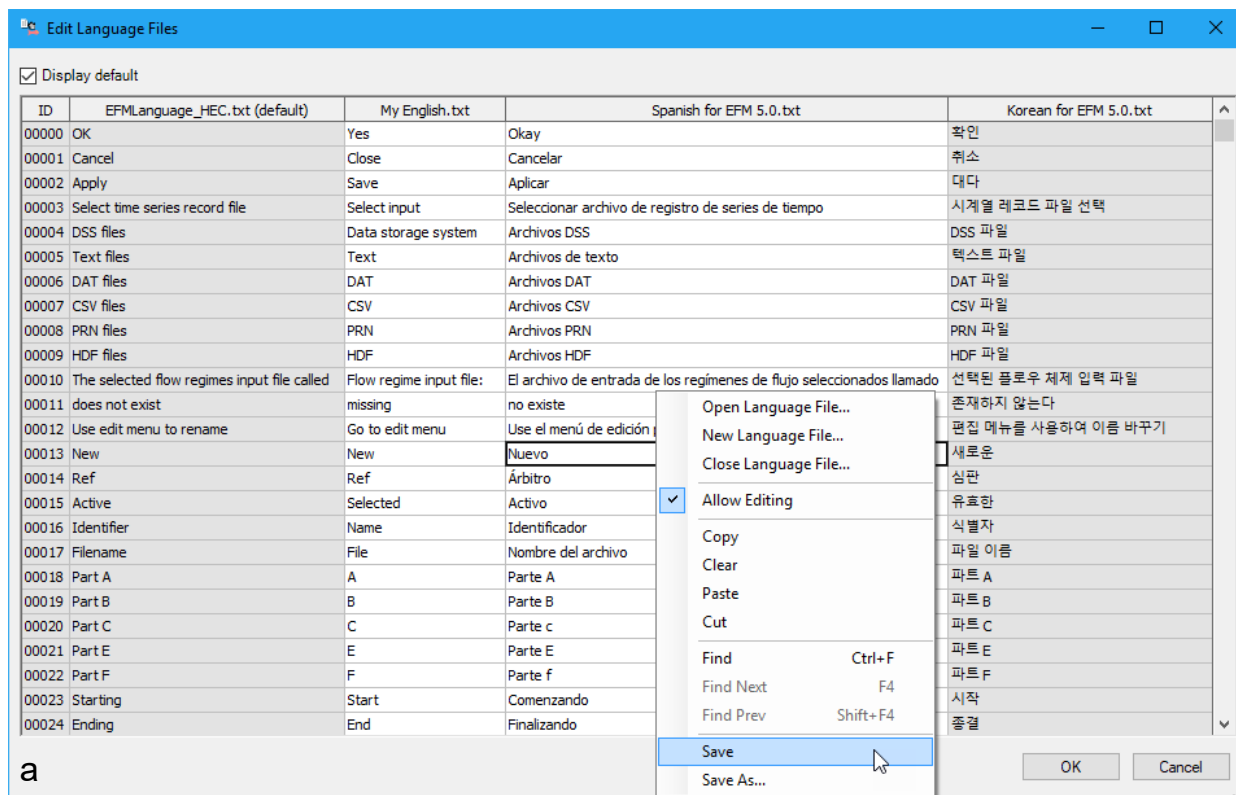 Edit Language Files
Display default
ID EFMLanguage_HEC.txt (default) My English.txt Spanish for EFM 5.0.txt Korean for EFM 5.0.txt
00000 OK Yes Okay 확인
00001 Cancel Close Cancelar 취소
00002 Apply Save Aplicar 대다
00003 Select time series record file Select input Seleccionar archivo de registro de series de tiempo 시계열 레코드 파일 선택
00004 DSS files Data storage system Archivos DSS DSS 파일
00005 Text files Text Archivos de texto 텍스트 파일
00006 DAT files DAT Archivos DAT DAT 파일
00007 CSV files CSV Archivos CSV CSV 파일
00008 PRN files PRN Archivos PRN PRN 파일
00009 HDF files HDF Archivos HDF HDF 파일
00010 The selected flow regimes input file called Flow regime input file: El archivo de entrada de los regímenes de flujo seleccionados llamado 선택된 플로우 체제 입력 파일
00011 does not exist missing no existe 존재하지 않는다
00012 Use edit menu to rename Go to edit menu Use el menú de edición 편집 메뉴를 사용하여 이름 바꾸기
00013 New New Nuevo 새로운
00014 Ref Ref Árbitro 심판
00015 Active Selected Activo 유효한
00016 Identifier Name Identificador 식별자
00017 Filename File Nombre del archivo 파일 이름
00018 Part A A Parte A 파트 A
00019 Part B B Parte B 파트 B
00020 Part C C Parte c 파트 C
00021 Part E E Parte E 파트 E
00022 Part F F Parte f 파트 F
00023 Starting Start Comenzando 시작
00024 Ending End Finalizando 종결
Open Language File...
New Language File...
Close Language File...
Allow Editing
Copy
Clear
Paste
Cut
Find Ctrl+F
Find Next F4
Find Prev Shift+F4
Save
Save As...
a
OK Cancel